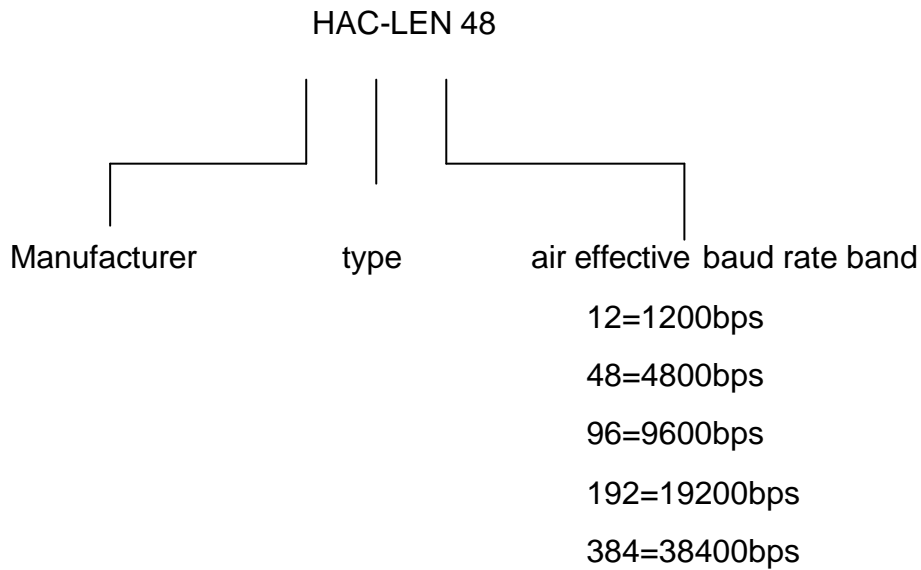 HAC-LEN 48
Manufacturer type air effective baud rate band
12=1200bps
48=4800bps
96=9600bps
192=19200bps
384=38400bps